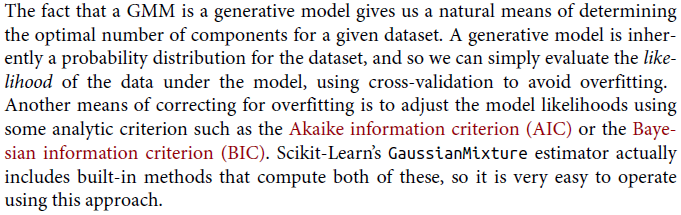 The fact that a GMM is a generative model gives us a natural means of determining
the optimal number of components for a given dataset. A generative model is inher-
ently a probability distribution for the dataset, and so we can simply evaluate the like-
lihood of the data under the model, using cross-validation to avoid overfitting.
Another means of correcting for overfitting is to adjust the model likelihoods using
some analytic criterion such as the Akaike information criterion (AIC) or the Baye-
sian information criterion (BIC). Scikit-Learn’s GaussianMixture estimator actually
includes built-in methods that compute both of these, so it is very easy to operate
using this approach.